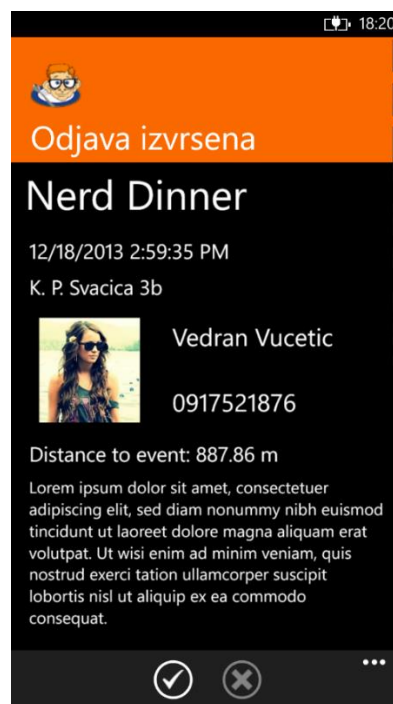 18:20
Odjava izvrsena
Nerd Dinner
12/18/2013 2:59:35 PM
K. P. Svacica 3b
Vedran Vucetic
0917521876
Distance to event: 887.86 m
Lorem ipsum dolor sit amet, consectetuer
adipiscing elit, sed diam nonummy nibh euismod
tincidunt ut laoreet dolore magna aliquam erat
volutpat. Ut wisi enim ad minim veniam, quis
nostrud exerci tation ullamcorper suscipit
lobortis nisl ut aliquip ex ea commodo
consequat.